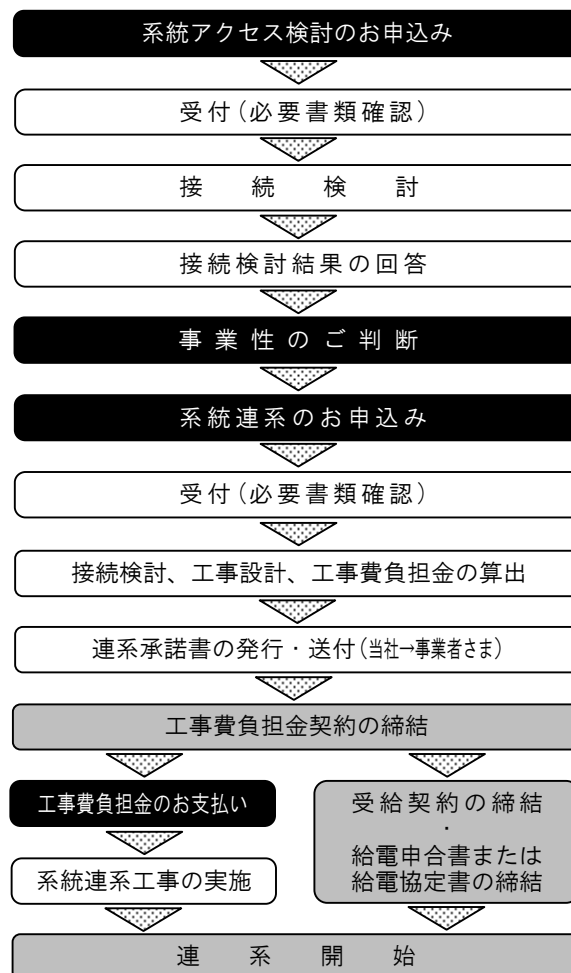 系統アクセス検討のお申込み
受付(必要書類確認)
接続検討
接続検討結果の回答
事業性のご判断
系統連系のお申込み
受付(必要書類確認)
接続検討、工事設計、工事費負担金の算出
連系承諾書の発行・送付(当社→事業者さま)
工事費負担金契約の締結
工事費負担金のお支払い
系統連系工事の実施
受給契約の締結
・
給電申合書または
給電協定書の締結
連系開始